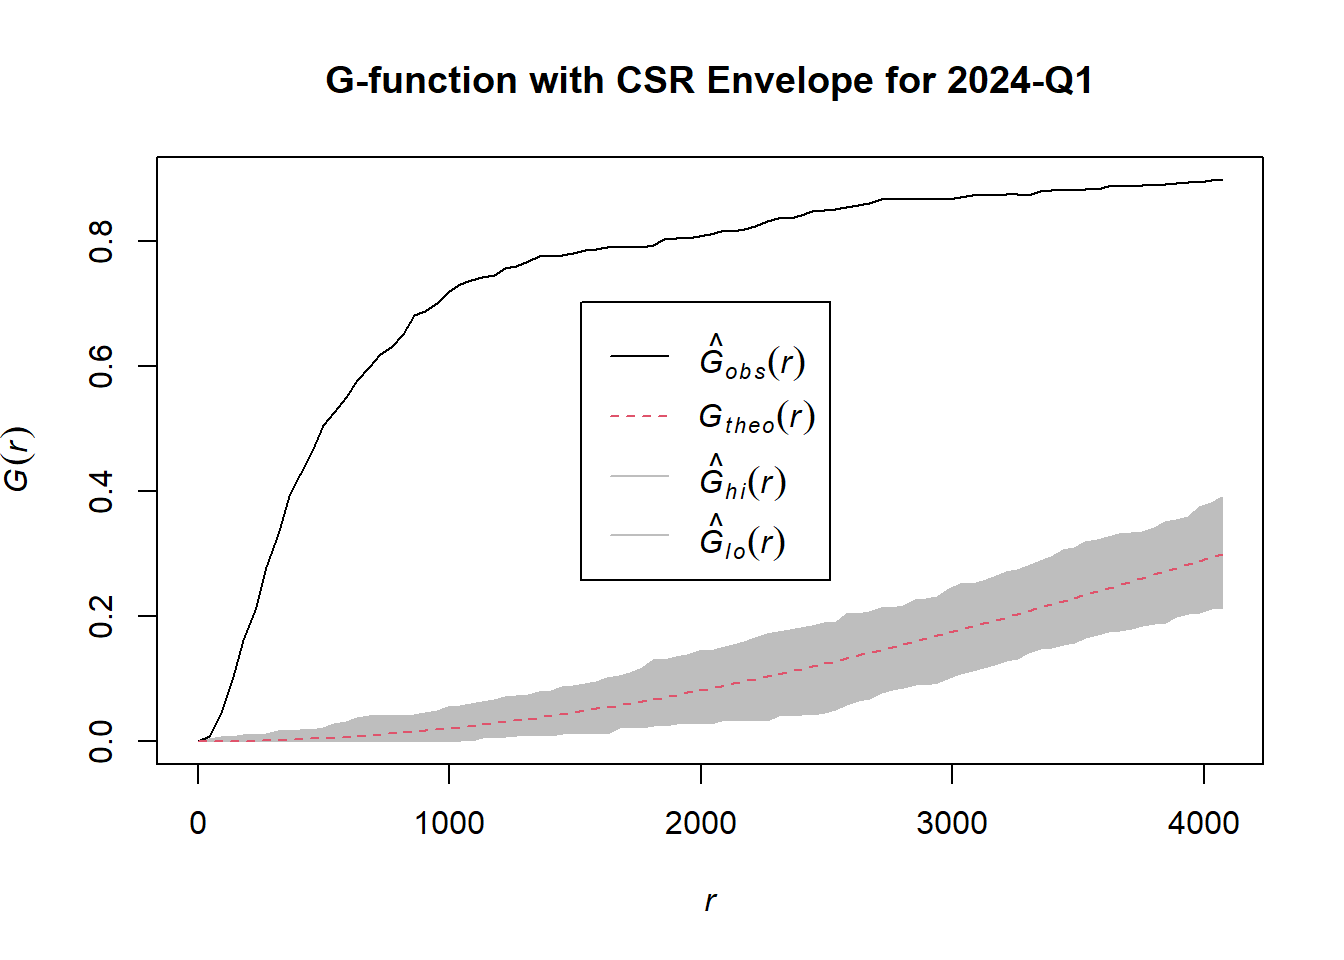 G-function with CSR Envelope for 2024-Q1
G(r)
0.8
0.6
0.4
0.2
0.0
Ĝobs(r)
Gtheo(r)
Ĝhi(r)
Ĝlo(r)
0 1000 2000 3000 4000
r